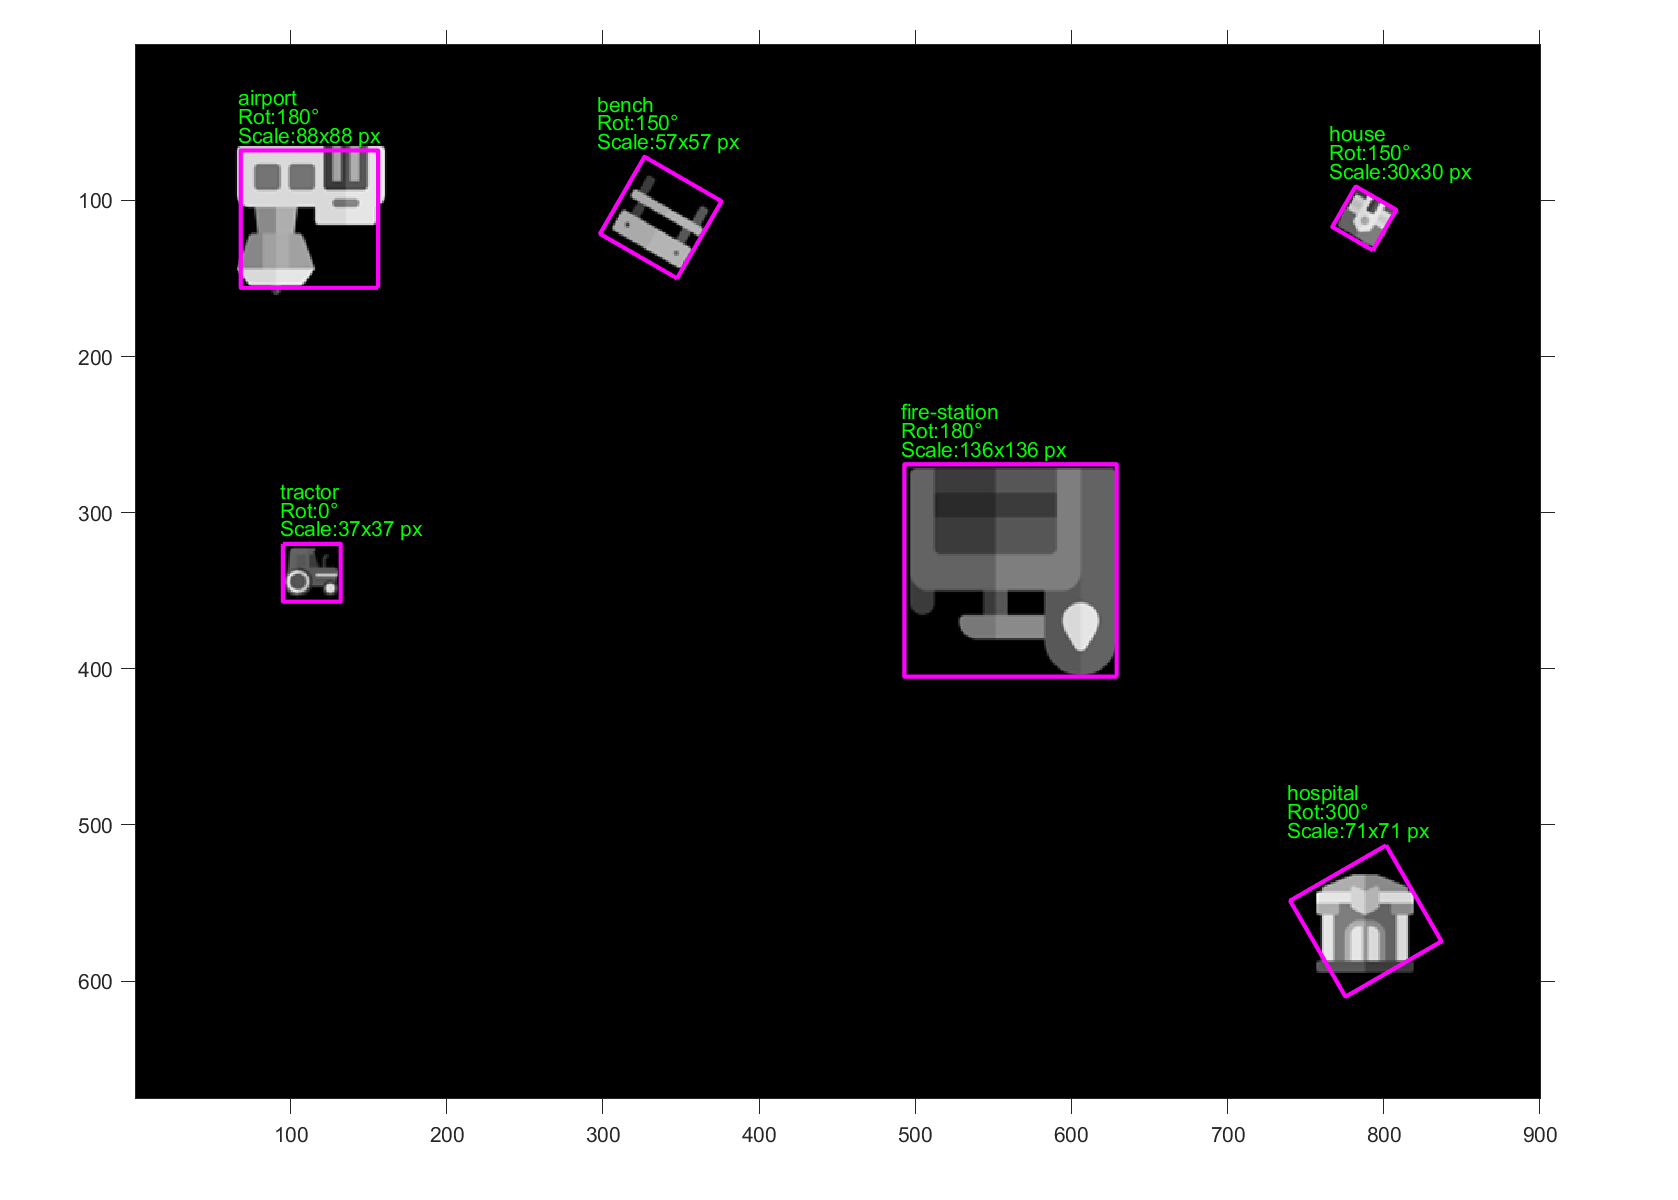 airport
Rot:180°
Scale:88x88 px
bench
Rot:150°
Scale:57x57 px
house
Rot:150°
Scale:30x30 px
fire-station
Rot:180°
Scale:136x136 px
tractor
Rot:0°
Scale:37x37 px
hospital
Rot:300°
Scale:71x71 px
100
200
300
400
500
600
100 200 300 400 500 600 700 800 900